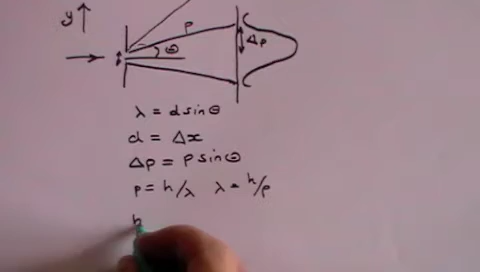 y
p
θ
Δp
λ = d sin θ
d = Δx
Δp = p sin θ
p = h/λ   λ = h/p
h